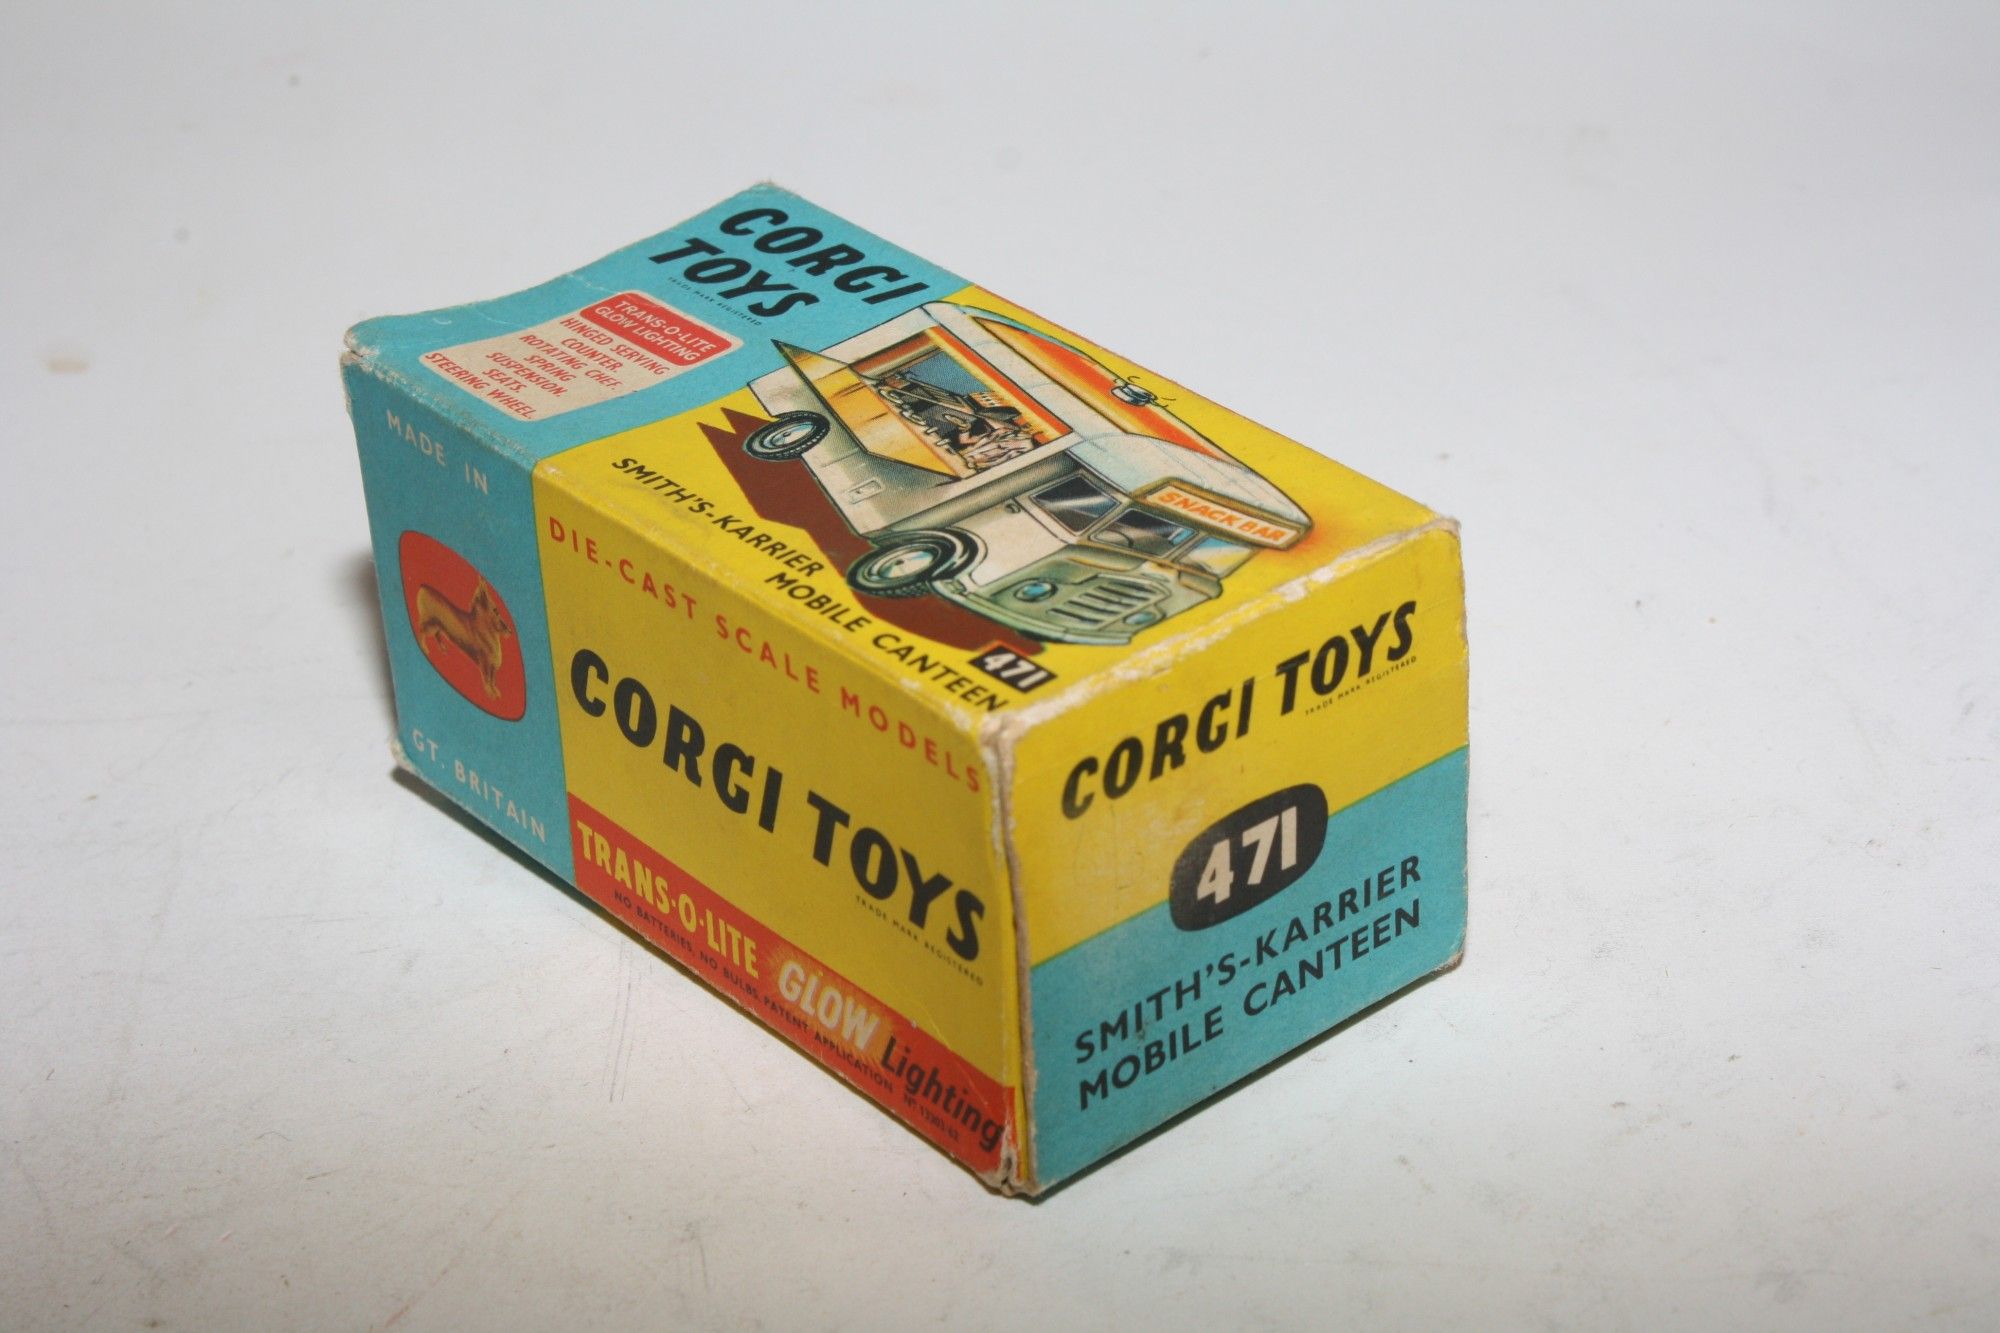 CORGI
TOYS
TRADE MARK REGISTERED
TRANS-O-LITE
GLOW LIGHTING
HINGED SERVING
COUNTER.
ROTATING CHEF.
SPRING
SUSPENSION.
SEATS.
STEERING WHEEL.
SNACK BAR
SMITH'S-KARRIER
MOBILE CANTEEN
471
MADE IN
GT. BRITAIN
DIE-CAST SCALE MODELS
CORGI TOYS
TRADE MARK REGISTERED
TRANS-O-LITE GLOW Lighting
NO BATTERIES, NO BULBS, PATENT APPLICATION Nº 13303/62
CORGI TOYS
TRADE MARK REGISTERED
471
SMITH'S-KARRIER
MOBILE CANTEEN